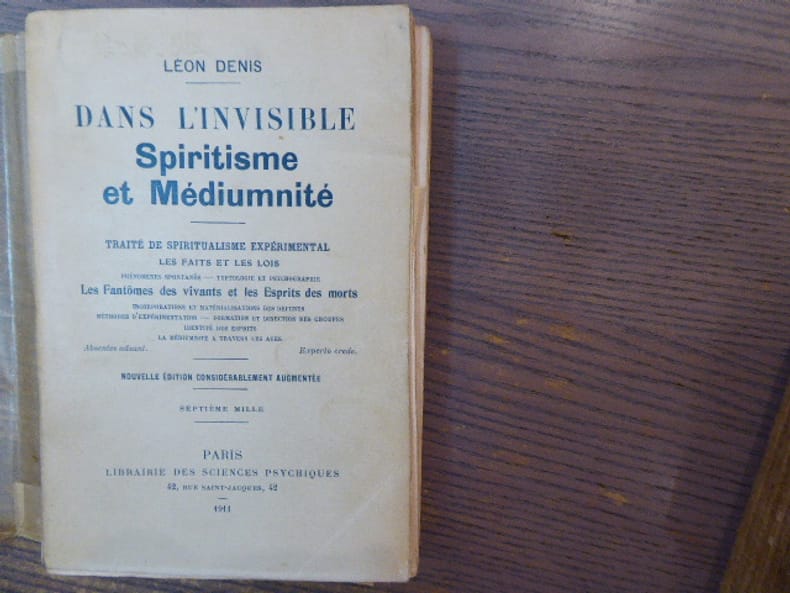 LÉON DENIS
DANS L'INVISIBLE
Spiritisme
et Médiumnité
TRAITÉ DE SPIRITUALISME EXPÉRIMENTAL
LES FAITS ET LES LOIS
PHÉNOMÈNES SPONTANÉS — TYPTOLOGIE ET PSYCHOGRAPHIE
Les Fantômes des vivants et les Esprits des morts
INCORPORATIONS ET MATÉRIALISATIONS DES DÉFUNTS
MÉTHODES D'EXPÉRIMENTATION — FORMATION ET DIRECTION DES GROUPES
IDENTITÉ DES ESPRITS
LA MÉDIUMNITÉ A TRAVERS LES AGES
Absentes adsunt. Experto crede.
NOUVELLE ÉDITION CONSIDÉRABLEMENT AUGMENTÉE
SEPTIÈME MILLE
PARIS
LIBRAIRIE DES SCIENCES PSYCHIQUES
42, RUE SAINT-JACQUES, 42
1911